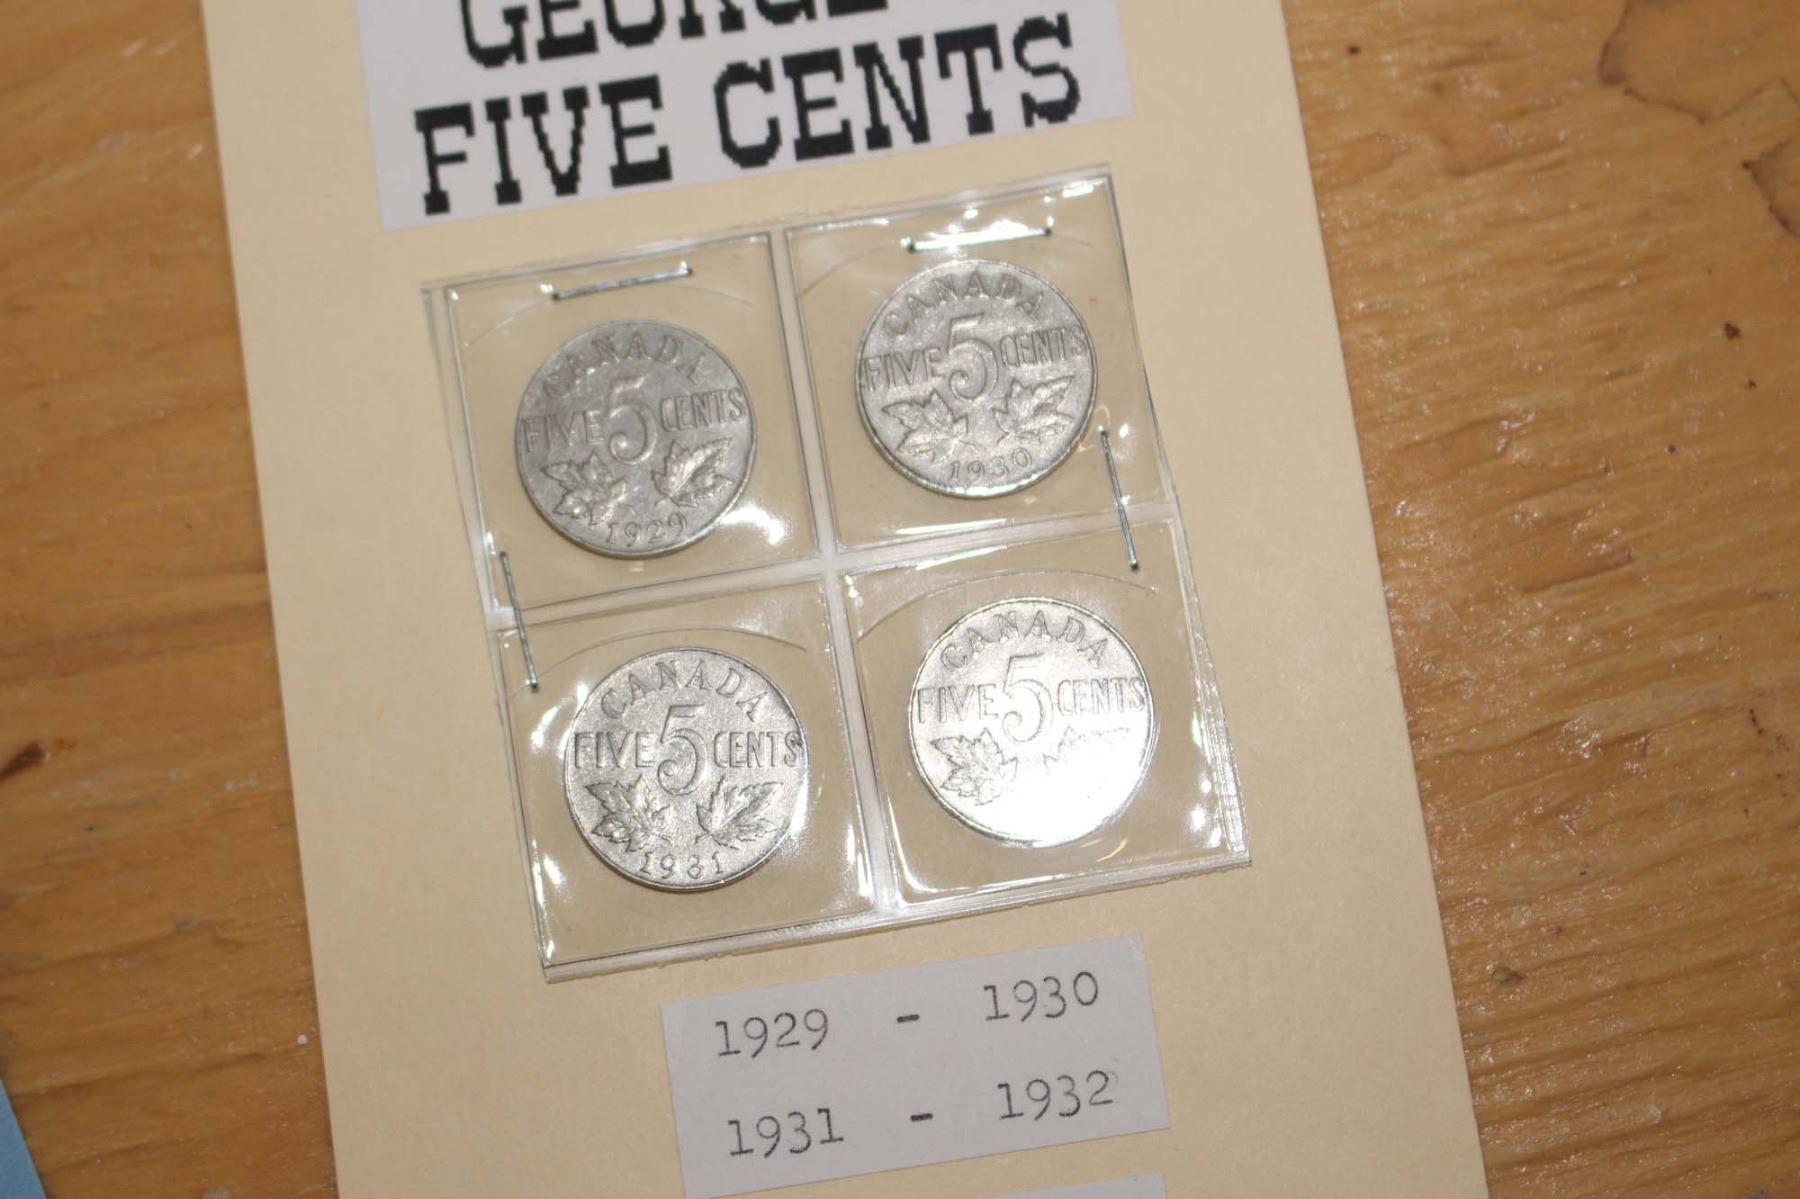 GEORGE
FIVE CENTS
CANADA
FIVE 5 CENTS
1929
CANADA
FIVE 5 CENTS
1930
CANADA
FIVE 5 CENTS
1931
CANADA
FIVE 5 CENTS
1929 - 1930
1931 - 1932